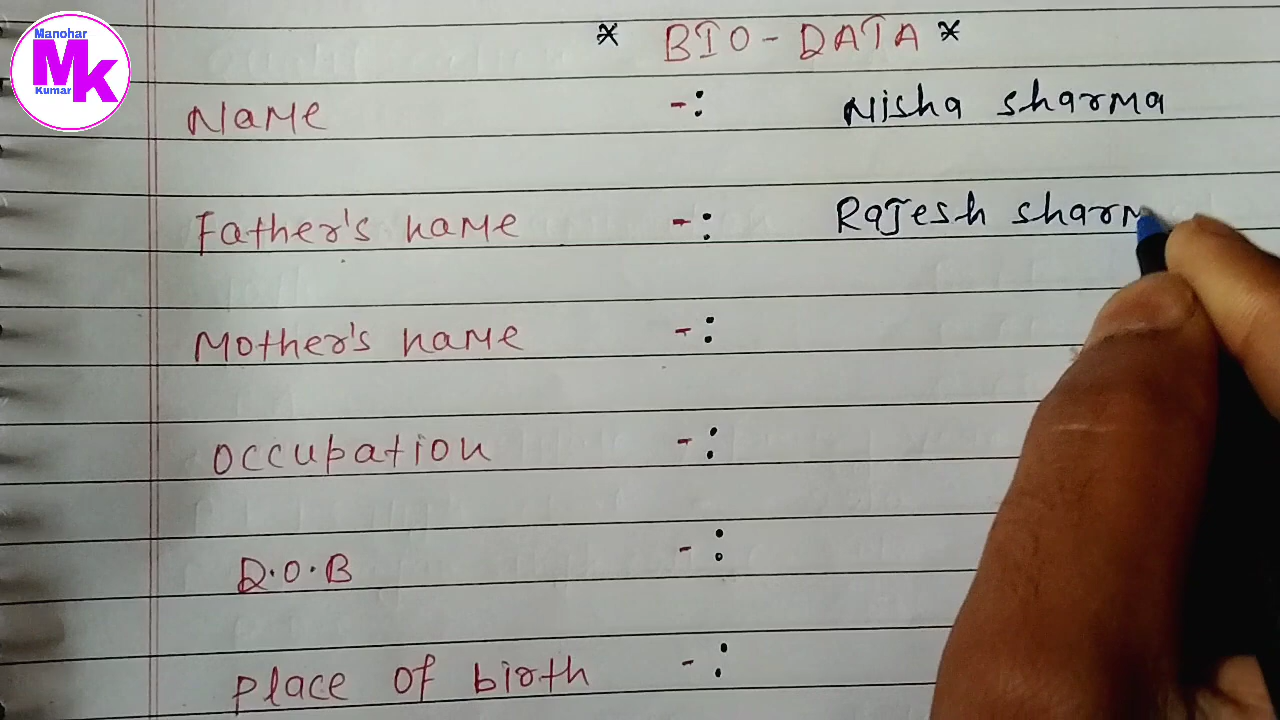 Manohar
MK
Kumar
* BIO-DATA *
Name -: Nisha sharma
Father's name -: Rajesh sharm
Mother's name -:
occupation -:
D.O.B -:
place of birth -: